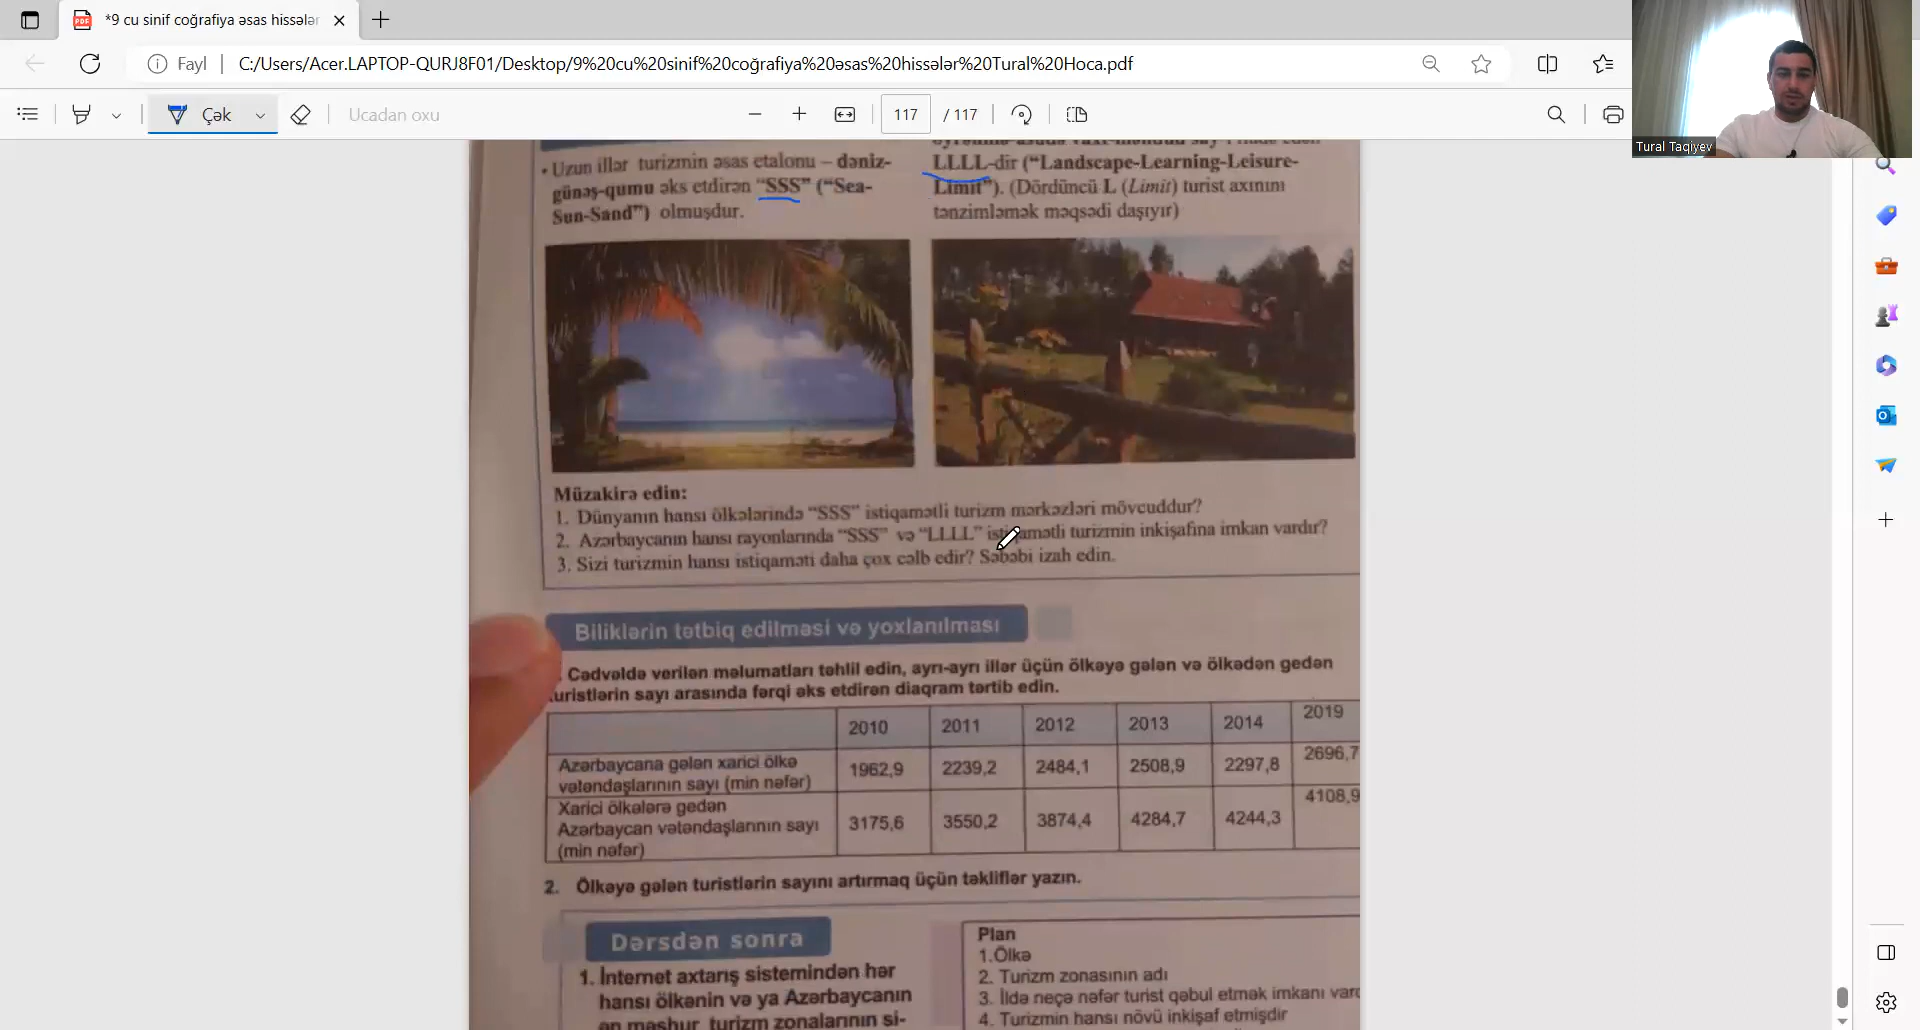 *9 cu sinif coğrafiya əsas hissələr
Fayl
C:/Users/Acer.LAPTOP-QURJ8F01/Desktop/9%20cu%20sinif%20coğrafiya%20əsas%20hissələr%20Tural%20Hoca.pdf
Çək
Ucadan oxu
117 / 117
Tural Taqiyev
• Uzun illər turizmin əsas etalonu – dəniz-
günəş-qumu əks etdirən “SSS” (“Sea-
Sun-Sand”) olmuşdur.
LLLL-dir (“Landscape-Learning-Leisure-
Limit”). (Dördüncü L (Limit) turist axınını
tənzimləmək məqsədi daşıyır)
Müzakirə edin:
1. Dünyanın hansı ölkələrində “SSS” istiqamətli turizm mərkəzləri mövcuddur?
2. Azərbaycanın hansı rayonlarında “SSS” və “LLLL” istiqamətli turizmin inkişafına imkan vardır?
3. Sizi turizmin hansı istiqaməti daha çox cəlb edir? Səbəbi izah edin.
Biliklərin tətbiq edilməsi və yoxlanılması
Cədvəldə verilən məlumatları təhlil edin, ayrı-ayrı illər üçün ölkəyə gələn və ölkədən gedən
turistlərin sayı arasında fərqi əks etdirən diaqram tərtib edin.
2010 2011 2012 2013 2014 2019
Azərbaycana gələn xarici ölkə
vətəndaşlarının sayı (min nəfər)
1962,9 2239,2 2484,1 2508,9 2297,8 2696,7
Xarici ölkələrə gedən
Azərbaycan vətəndaşlarının sayı
(min nəfər)
3175,6 3550,2 3874,4 4284,7 4244,3 4108,9
2. Ölkəyə gələn turistlərin sayını artırmaq üçün təkliflər yazın.
Dərsdən sonra
1. İnternet axtarış sistemindən hər
hansı ölkənin və ya Azərbaycanın
ən məşhur turizm zonalarının si-
Plan
1.Ölkə
2. Turizm zonasının adı
3. İldə neçə nəfər turist qəbul etmək imkanı vard
4. Turizmin hansı növü inkişaf etmişdir